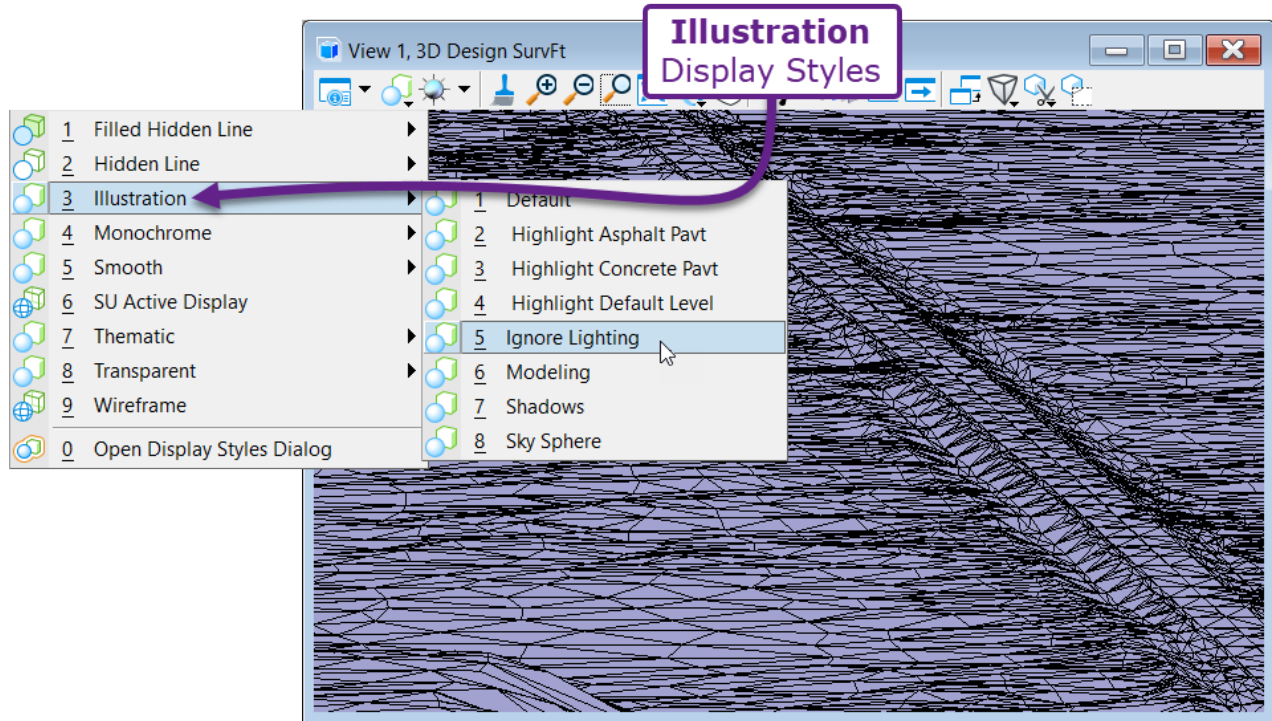 Illustration
Display Styles
View 1, 3D Design SurvFt
1 Filled Hidden Line
2 Hidden Line
3 Illustration
4 Monochrome
5 Smooth
6 SU Active Display
7 Thematic
8 Transparent
9 Wireframe
0 Open Display Styles Dialog
1 Default
2 Highlight Asphalt Pavt
3 Highlight Concrete Pavt
4 Highlight Default Level
5 Ignore Lighting
6 Modeling
7 Shadows
8 Sky Sphere